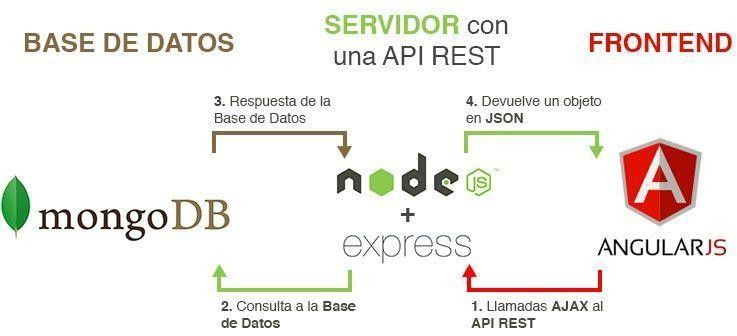 BASE DE DATOS
SERVIDOR con
una API REST
FRONTEND
3. Respuesta de la
Base de Datos
4. Devuelve un objeto
en JSON
mongoDB
node
JS
™
+
express
A
ANGULARJS
2. Consulta a la Base
de Datos
1. Llamadas AJAX al
API REST